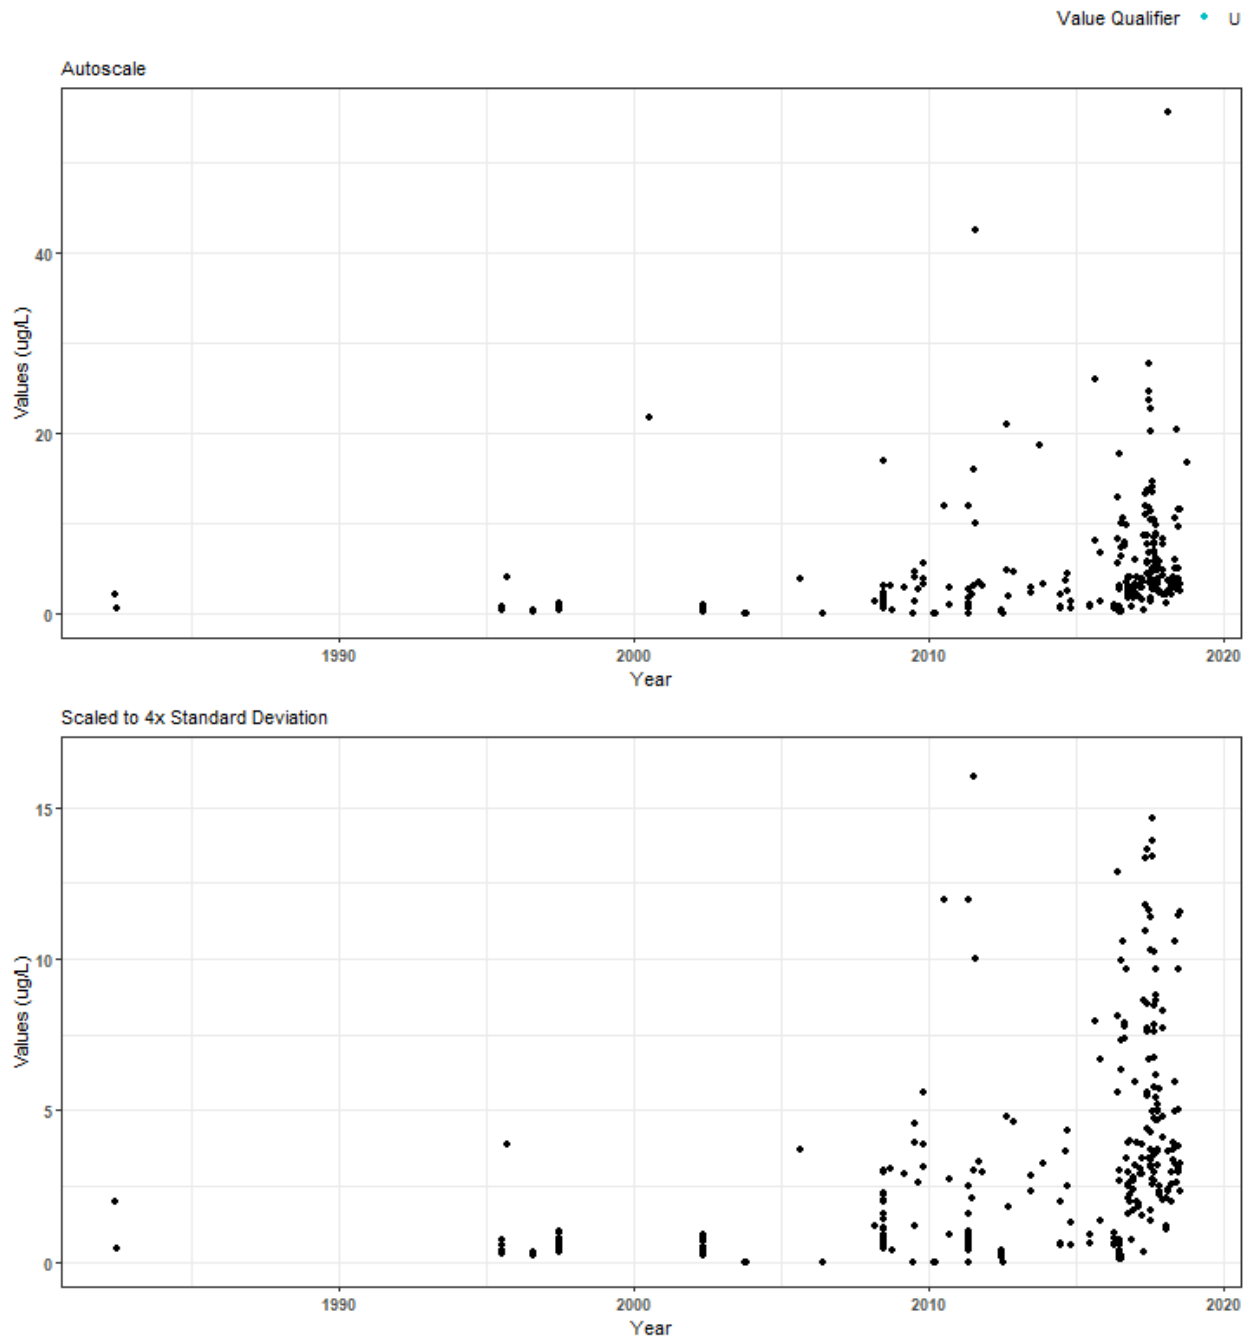 Value Qualifier U
Autoscale
Values (ug/L)
40
20
0
1990 2000 2010 2020
Year
Scaled to 4x Standard Deviation
Values (ug/L)
15
10
5
0
1990 2000 2010 2020
Year